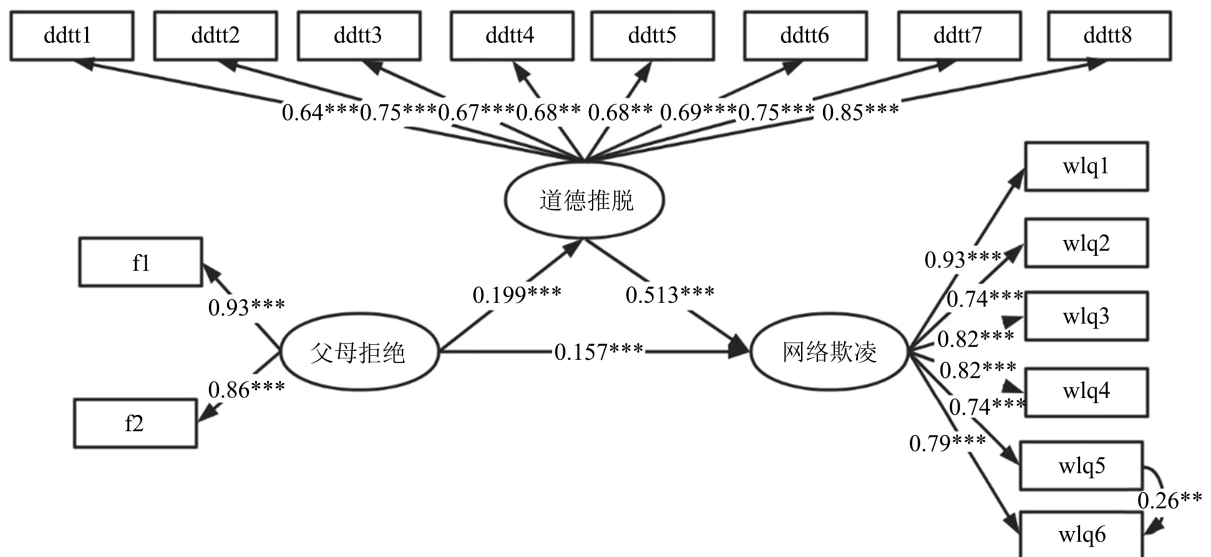 ddtt1 ddtt2 ddtt3 ddtt4 ddtt5 ddtt6 ddtt7 ddtt8
0.64***0.75***0.67***0.68** 0.68** 0.69***0.75*** 0.85***
wlq1
道德推脱
wlq2
f1
0.93***
0.199*** 0.513***
0.74***
0.93***
wlq3
0.82***
父母拒绝
0.157***
网络欺凌
0.82***
wlq4
0.86***
0.74***
f2
0.79***
wlq5
0.26**
wlq6